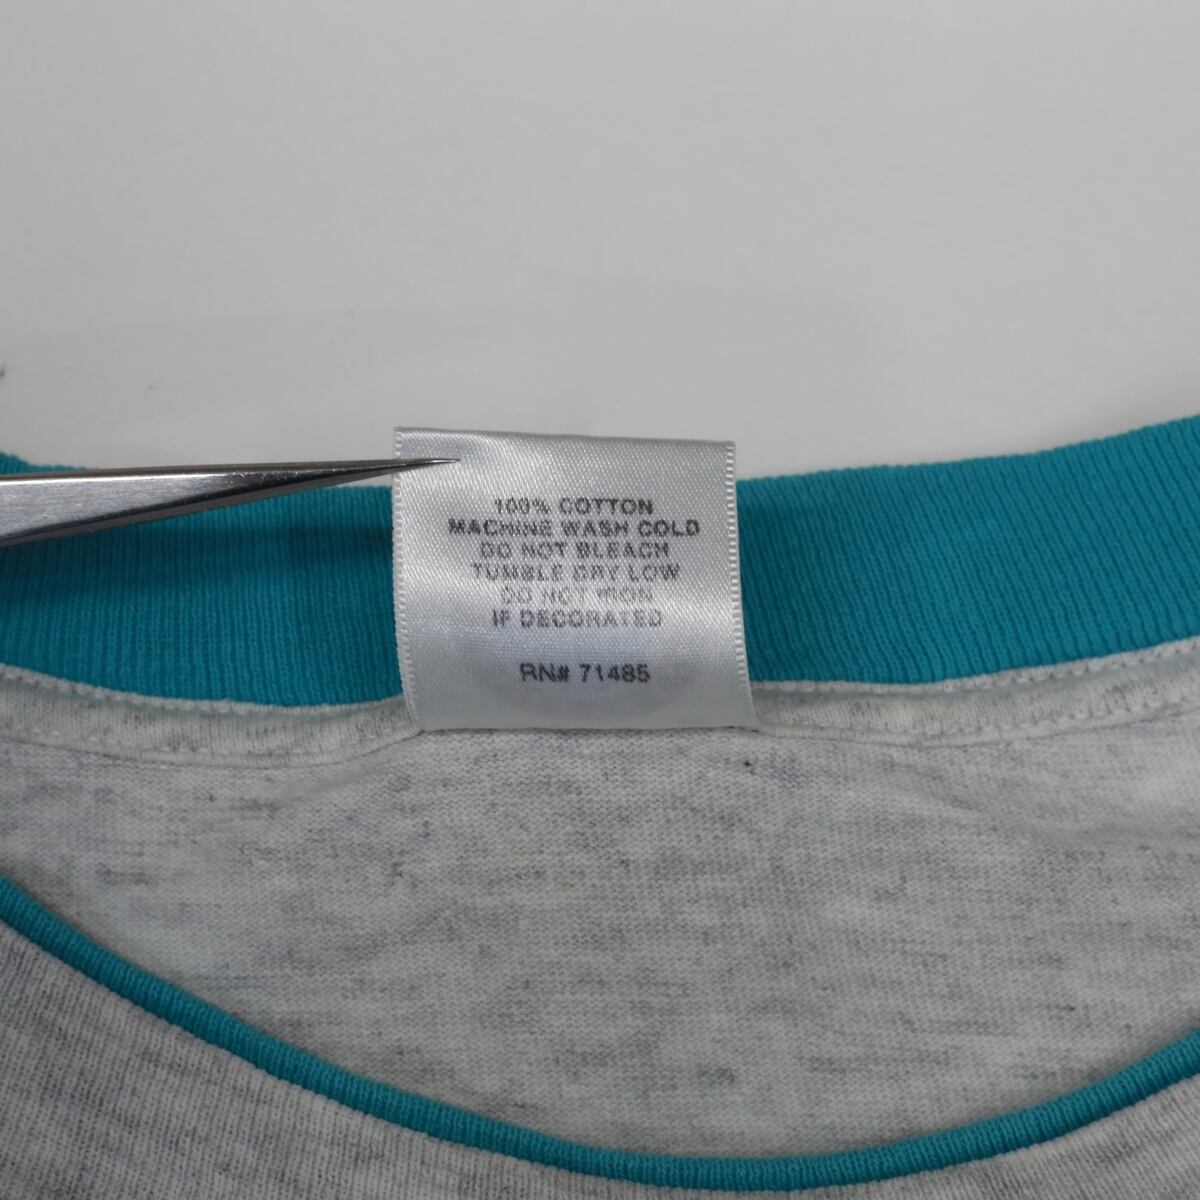 100% COTTON
MACHINE WASH COLD
DO NOT BLEACH
TUMBLE DRY LOW
DO NOT IRON
IF DECORATED
RN# 71485